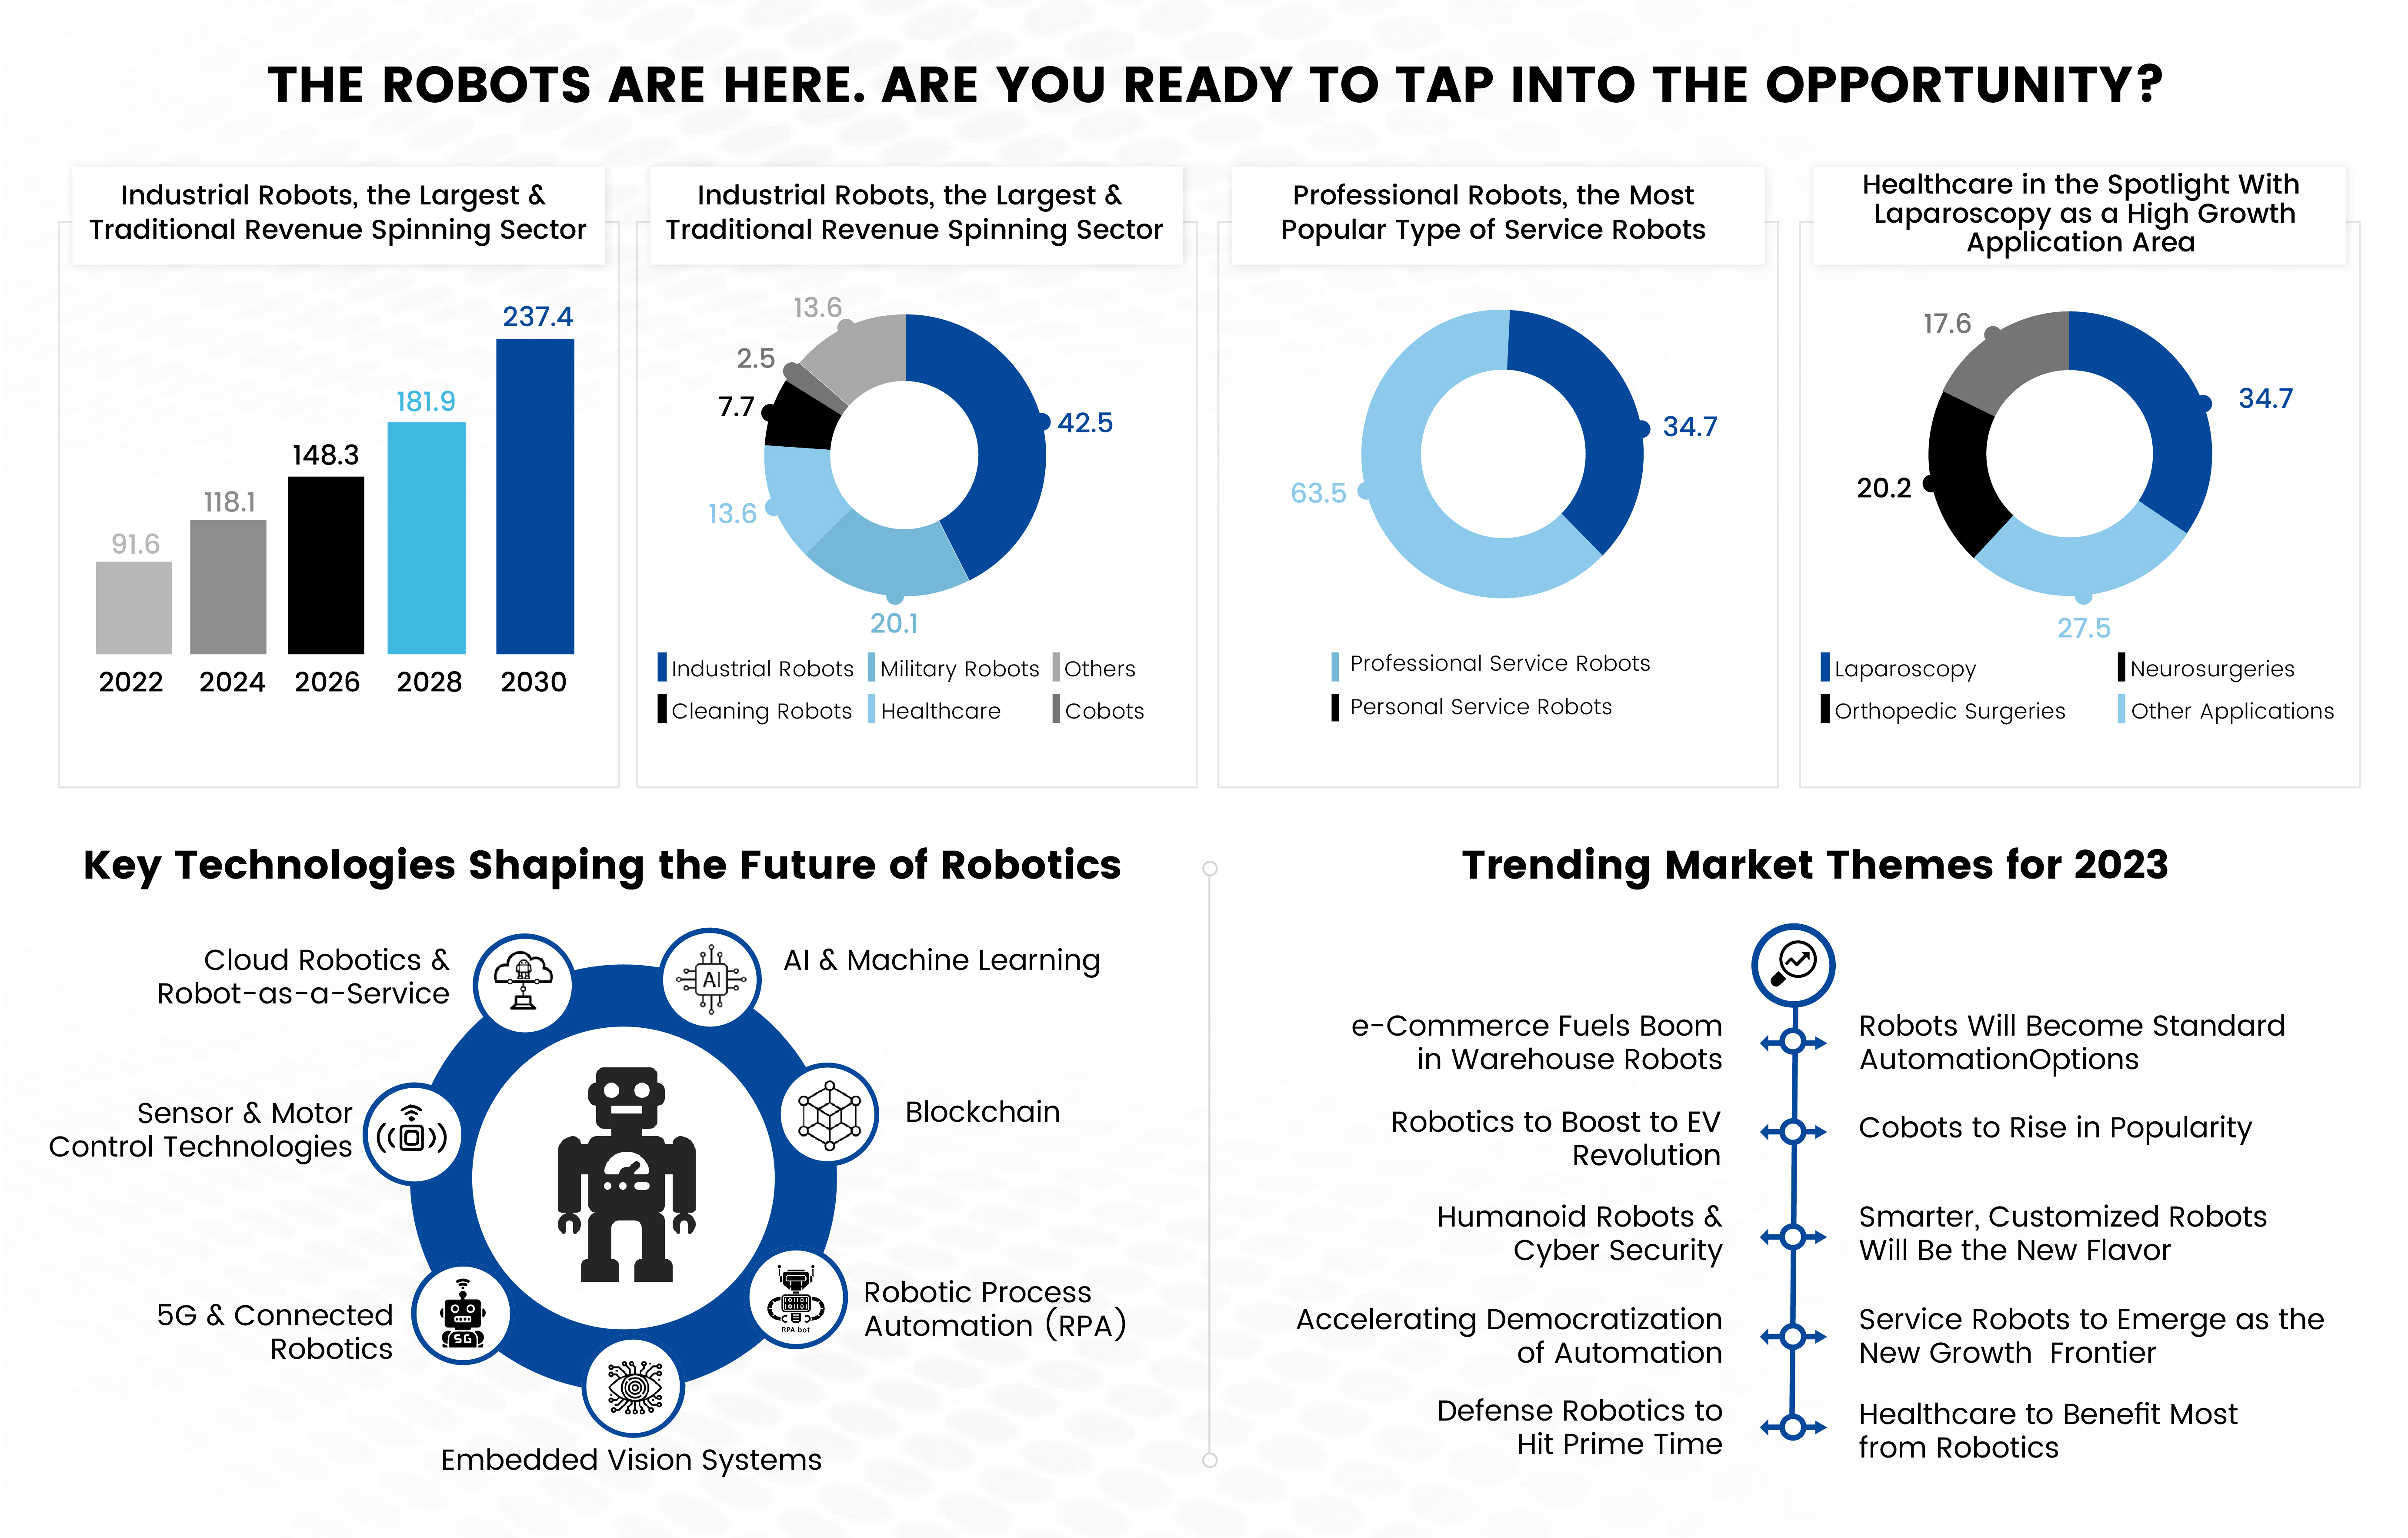 THE ROBOTS ARE HERE. ARE YOU READY TO TAP INTO THE OPPORTUNITY?
Industrial Robots, the Largest &
Traditional Revenue Spinning Sector
237.4
181.9
148.3
118.1
91.6
2022
2024
2026
2028
2030
Industrial Robots, the Largest &
Traditional Revenue Spinning Sector
13.6
2.5
7.7
42.5
13.6
20.1
Industrial Robots
Military Robots
Others
Cleaning Robots
Healthcare
Cobots
Professional Robots, the Most
Popular Type of Service Robots
34.7
63.5
Professional Service Robots
Personal Service Robots
Healthcare in the Spotlight With
Laparoscopy as a High Growth
Application Area
17.6
34.7
20.2
27.5
Laparoscopy
Neurosurgeries
Orthopedic Surgeries
Other Applications
Key Technologies Shaping the Future of Robotics
Cloud Robotics &
Robot-as-a-Service
AI
AI & Machine Learning
Sensor & Motor
Control Technologies
Blockchain
5G & Connected
Robotics
5G
RPA bot
Robotic Process
Automation (RPA)
Embedded Vision Systems
Trending Market Themes for 2023
e-Commerce Fuels Boom
in Warehouse Robots
Robots Will Become Standard
AutomationOptions
Robotics to Boost to EV
Revolution
Cobots to Rise in Popularity
Humanoid Robots &
Cyber Security
Smarter, Customized Robots
Will Be the New Flavor
Accelerating Democratization
of Automation
Service Robots to Emerge as the
New Growth  Frontier
Defense Robotics to
Hit Prime Time
Healthcare to Benefit Most
from Robotics